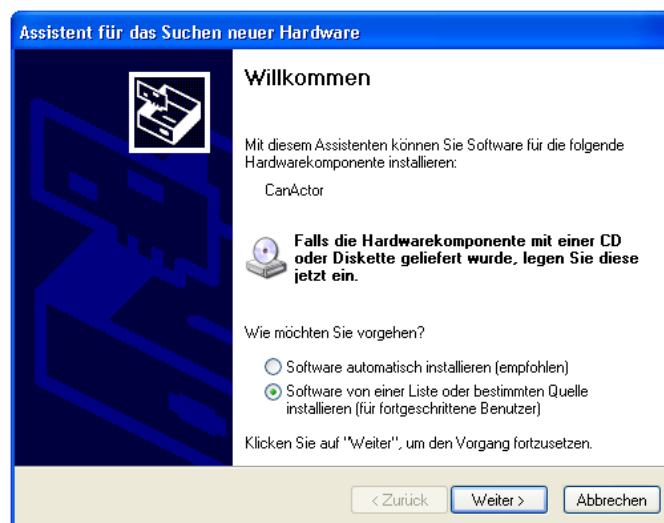 Assistent für das Suchen neuer Hardware
Willkommen
Mit diesem Assistenten können Sie Software für die folgende
Hardwarekomponente installieren:
CanActor
Falls die Hardwarekomponente mit einer CD
oder Diskette geliefert wurde, legen Sie diese
jetzt ein.
Wie möchten Sie vorgehen?
Software automatisch installieren (empfohlen)
Software von einer Liste oder bestimmten Quelle
installieren (für fortgeschrittene Benutzer)
Klicken Sie auf "Weiter", um den Vorgang fortzusetzen.
< Zurück Weiter > Abbrechen